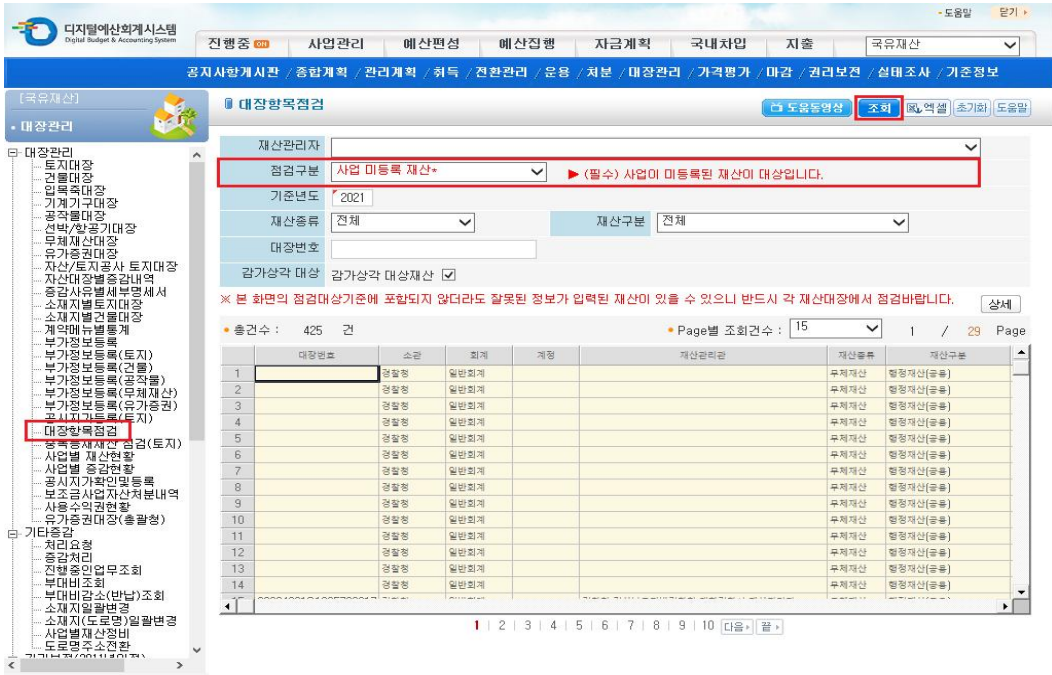 - 도움말 닫기
디지털예산회계시스템
Digital Budget & Accounting System
진행중 ON 사업관리 예산편성 예산집행 자금계획 국내차입 지출 국유재산
공지사항게시판 / 종합계획 / 관리계획 / 취득 / 전환관리 / 운용 / 처분 / 대장관리 / 가격평가 / 마감 / 권리보전 / 실태조사 / 기준정보
[국유재산]
• 대장관리
대장항목점검
도움동영상 조회 엑셀 초기화 도움말
대장관리
토지대장
건물대장
입목죽대장
기계기구대장
공작물대장
선박/항공기대장
무체재산대장
유가증권대장
자산/토지공사 토지대장
자산대장별증감내역
증감사유별세부명세서
소재지별토지대장
소재지별건물대장
계약메뉴별통계
부가정보등록
부가정보등록(토지)
부가정보등록(건물)
부가정보등록(공작물)
부가정보등록(무체재산)
부가정보등록(유가증권)
공시지가등록(토지)
대장항목점검
중복등재재산 점검(토지)
사업별 재산현황
사업별 증감현황
공시지가확인및등록
보조금사업자산처분내역
사용수익권현황
유가증권대장(총괄청)
기타증감
처리요청
증감처리
진행중인업무조회
부대비조회
부대비감소(반납)조회
소재지일괄변경
소재지(도로명)일괄변경
사업별재산정비
도로명주소전환
재산관리자
점검구분 사업 미등록 재산* ▶ (필수) 사업이 미등록된 재산이 대상입니다.
기준년도 2021
재산종류 전체 재산구분 전체
대장번호
감가상각 대상 감가상각 대상재산
※ 본 화면의 점검대상기준에 포함되지 않더라도 잘못된 정보가 입력된 재산이 있을 수 있으니 반드시 각 재산대장에서 점검바랍니다.
상세
• 총건수 : 425 건 • Page별 조회건수 : 15 1 / 29 Page
대장번호 소관 회계 계정 재산관리관 재산종류 재산구분
1 경찰청 일반회계 무체재산 행정재산(공용)
2 경찰청 일반회계 무체재산 행정재산(공용)
3 경찰청 일반회계 무체재산 행정재산(공용)
4 경찰청 일반회계 무체재산 행정재산(공용)
5 경찰청 일반회계 무체재산 행정재산(공용)
6 경찰청 일반회계 무체재산 행정재산(공용)
7 경찰청 일반회계 무체재산 행정재산(공용)
8 경찰청 일반회계 무체재산 행정재산(공용)
9 경찰청 일반회계 무체재산 행정재산(공용)
10 경찰청 일반회계 무체재산 행정재산(공용)
11 경찰청 일반회계 무체재산 행정재산(공용)
12 경찰청 일반회계 무체재산 행정재산(공용)
13 경찰청 일반회계 무체재산 행정재산(공용)
14 경찰청 일반회계 무체재산 행정재산(공용)
1 | 2 | 3 | 4 | 5 | 6 | 7 | 8 | 9 | 10 다음 끝